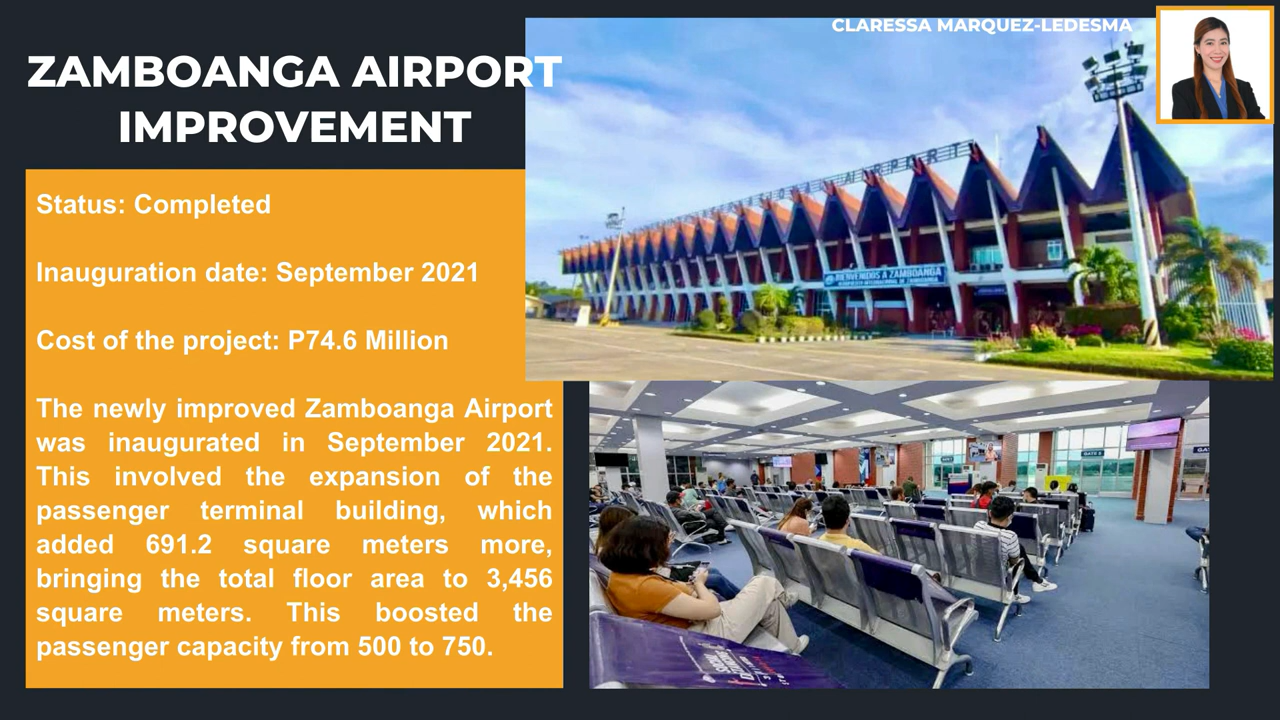 CLARESSA MARQUEZ-LEDESMA
ZAMBOANGA AIRPORT
IMPROVEMENT
Status: Completed
Inauguration date: September 2021
Cost of the project: P74.6 Million
The newly improved Zamboanga Airport
was inaugurated in September 2021.
This involved the expansion of the
passenger terminal building, which
added 691.2 square meters more,
bringing the total floor area to 3,456
square meters. This boosted the
passenger capacity from 500 to 750.
AIRPORT
BIENVENIDOS A ZAMBOANGA